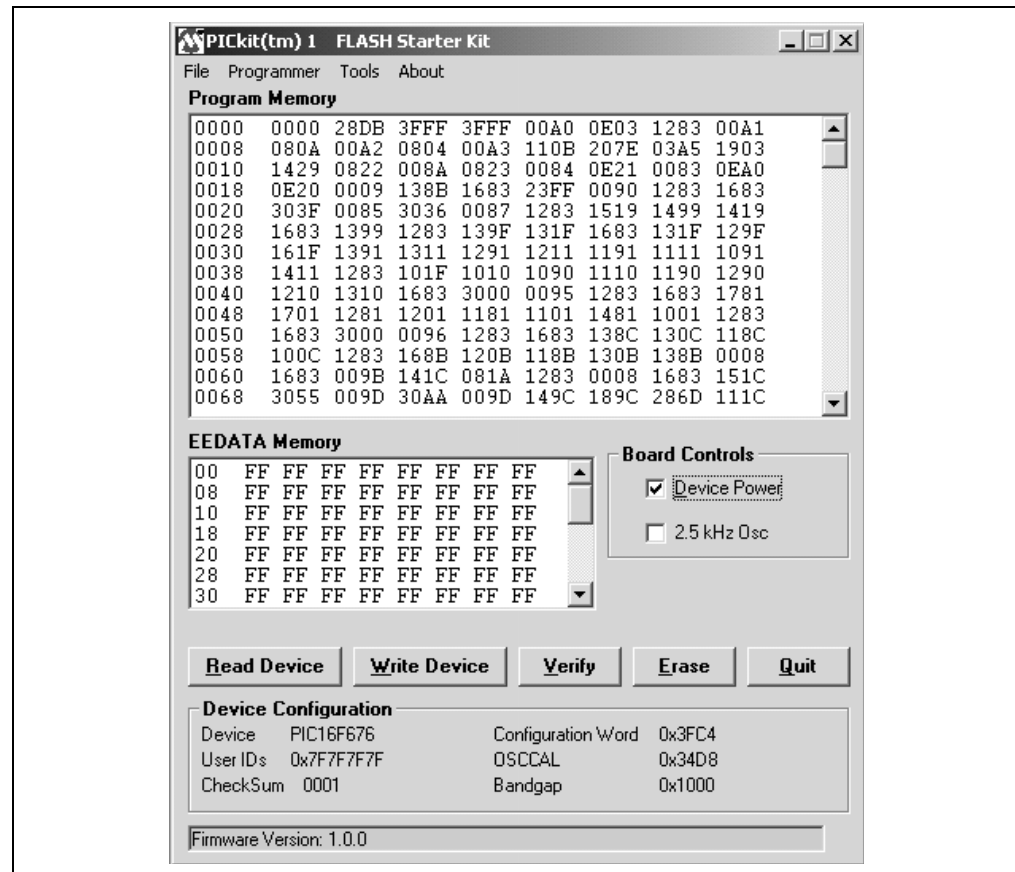 PICkit(tm) 1 FLASH Starter Kit
File Programmer Tools About
Program Memory
0000 0000 28DB 3FFF 3FFF 00A0 0E03 1283 00A1
0008 080A 00A2 0804 00A3 110B 207E 03A5 1903
0010 1429 0822 008A 0823 0084 0E21 0083 0EA0
0018 0E20 0009 138B 1683 23FF 0090 1283 1683
0020 303F 0085 3036 0087 1283 1519 1499 1419
0028 1683 1399 1283 139F 131F 1683 131F 129F
0030 161F 1391 1311 1291 1211 1191 1111 1091
0038 1411 1283 101F 1010 1090 1110 1190 1290
0040 1210 1310 1683 3000 0095 1283 1683 1781
0048 1701 1281 1201 1181 1101 1481 1001 1283
0050 1683 3000 0096 1283 1683 138C 130C 118C
0058 100C 1283 168B 120B 118B 130B 138B 0008
0060 1683 009B 141C 081A 1283 0008 1683 151C
0068 3055 009D 30AA 009D 149C 189C 286D 111C
EEDATA Memory
00 FF FF FF FF FF FF FF FF
08 FF FF FF FF FF FF FF FF
10 FF FF FF FF FF FF FF FF
18 FF FF FF FF FF FF FF FF
20 FF FF FF FF FF FF FF FF
28 FF FF FF FF FF FF FF FF
30 FF FF FF FF FF FF FF FF
Board Controls
Device Power
2.5 kHz Osc
Read Device Write Device Verify Erase Quit
Device Configuration
Device PIC16F676 Configuration Word 0x3FC4
User IDs 0x7F7F7F7F OSCCAL 0x34D8
CheckSum 0001 Bandgap 0x1000
Firmware Version: 1.0.0